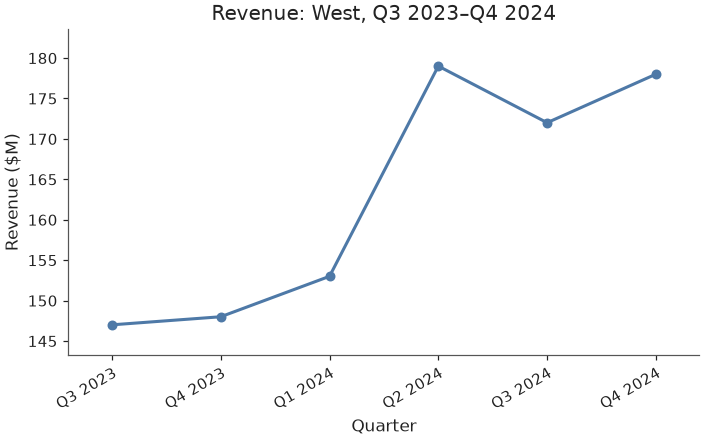 Revenue: West, Q3 2023–Q4 2024
Revenue ($M)
180
175
170
165
160
155
150
145
Q3 2023
Q4 2023
Q1 2024
Q2 2024
Q3 2024
Q4 2024
Quarter